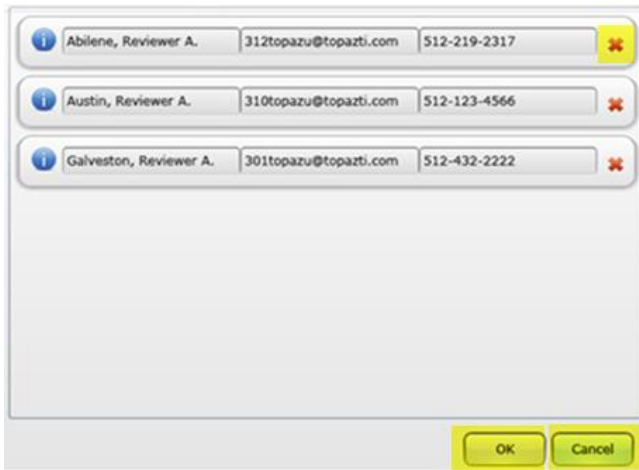 Abilene, Reviewer A. 312topazu@topazti.com 512-219-2317
Austin, Reviewer A. 310topazu@topazti.com 512-123-4566
Galveston, Reviewer A. 301topazu@topazti.com 512-432-2222
OK Cancel